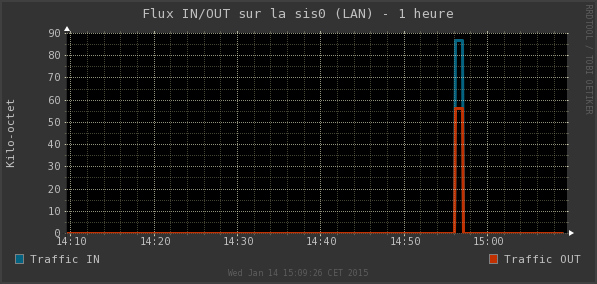 Flux IN/OUT sur la sis0 (LAN) - 1 heure
RRDTOOL / TOBI OETIKER
Kilo-octet
90
80
70
60
50
40
30
20
10
0
14:10 14:20 14:30 14:40 14:50 15:00
Traffic IN Traffic OUT
Wed Jan 14 15:09:26 CET 2015